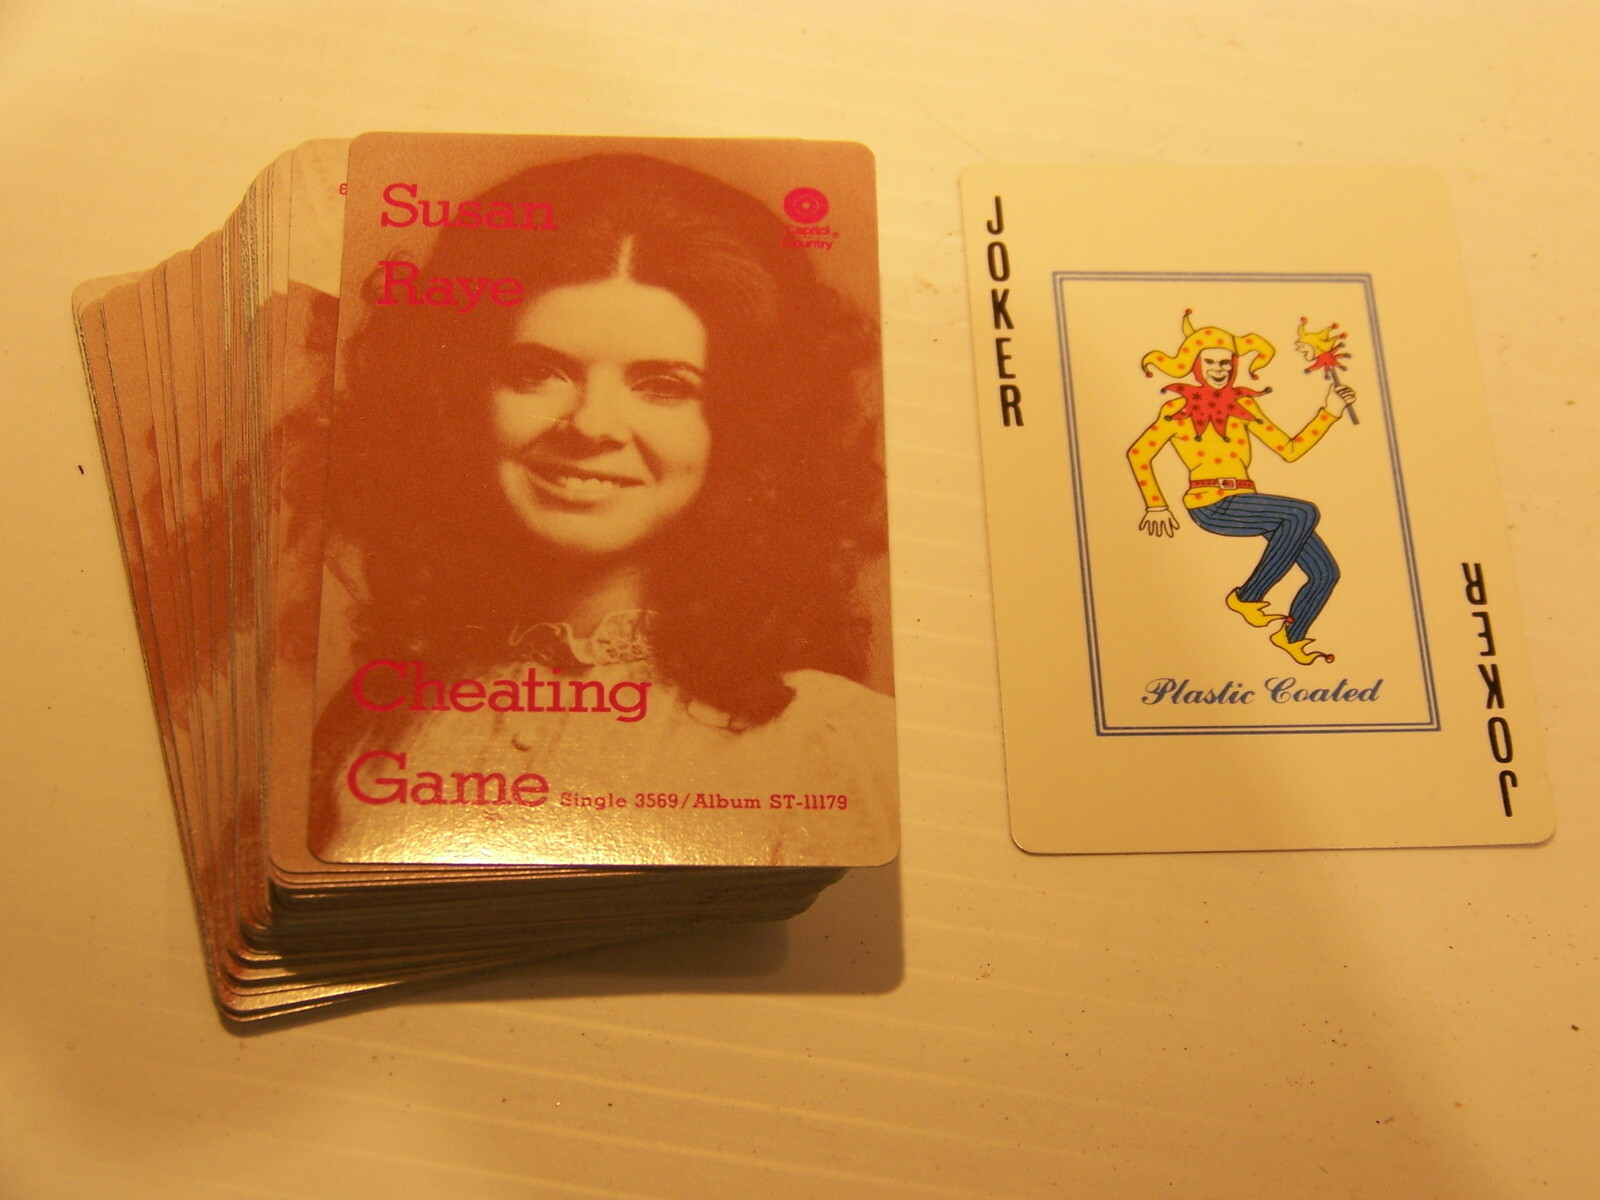 Susan
Raye
Capitol®
Country
Cheating
Game
Single 3569/Album ST-11179
JOKER
Plastic Coated
JOKER